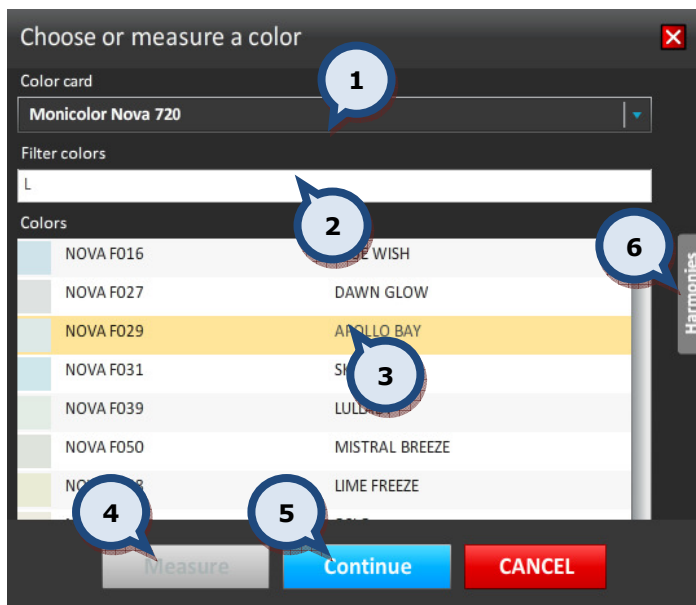 Choose or measure a color
1
Color card
Monicolor Nova 720
Filter colors
L
2
Colors
6
NOVA F016 WISH
Harmonies
NOVA F027 DAWN GLOW
NOVA F029 APOLLO BAY
3
NOVA F031
NOVA F039
NOVA F050 MISTRAL BREEZE
LIME FREEZE
4
5
Measure Continue CANCEL